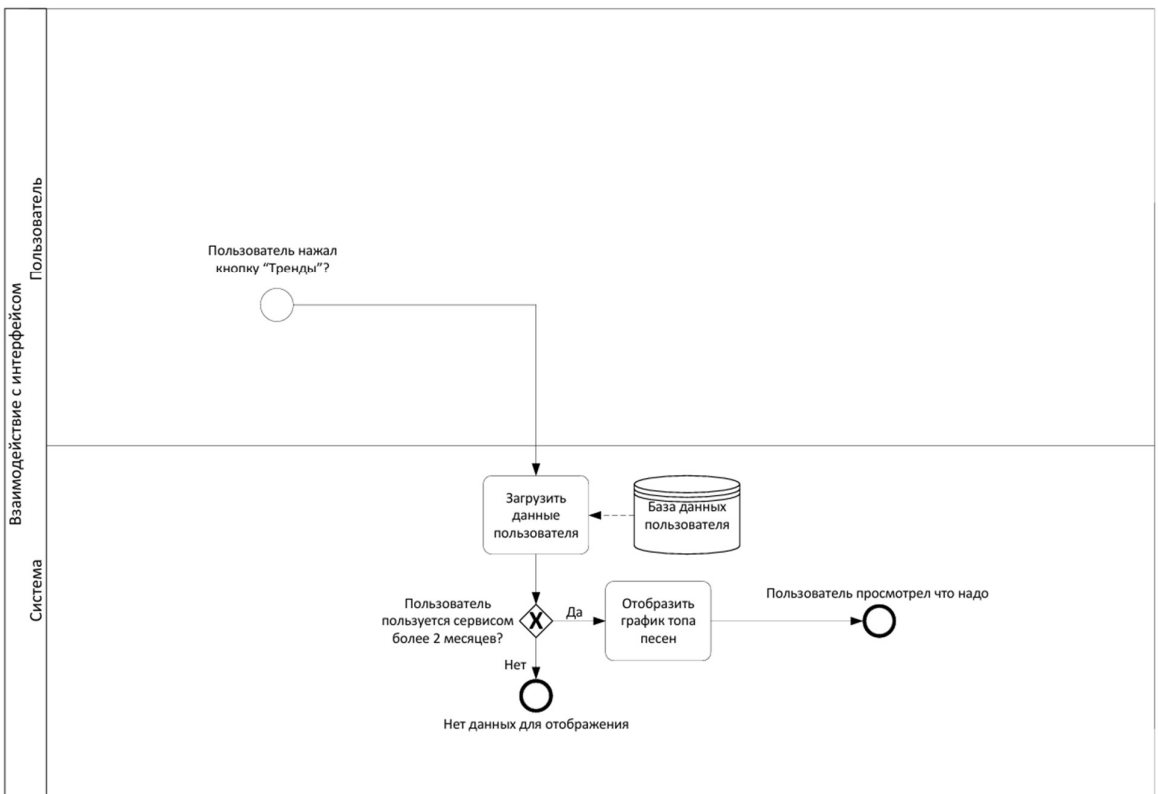 Взаимодействие с интерфейсом
Пользователь
Пользователь нажал
кнопку “Тренды”?
Система
Загрузить
данные
пользователя
База данных
пользователя
Пользователь
пользуется сервисом
более 2 месяцев?
X
Да
Отобразить
график топа
песен
Пользователь просмотрел что надо
Нет
Нет данных для отображения